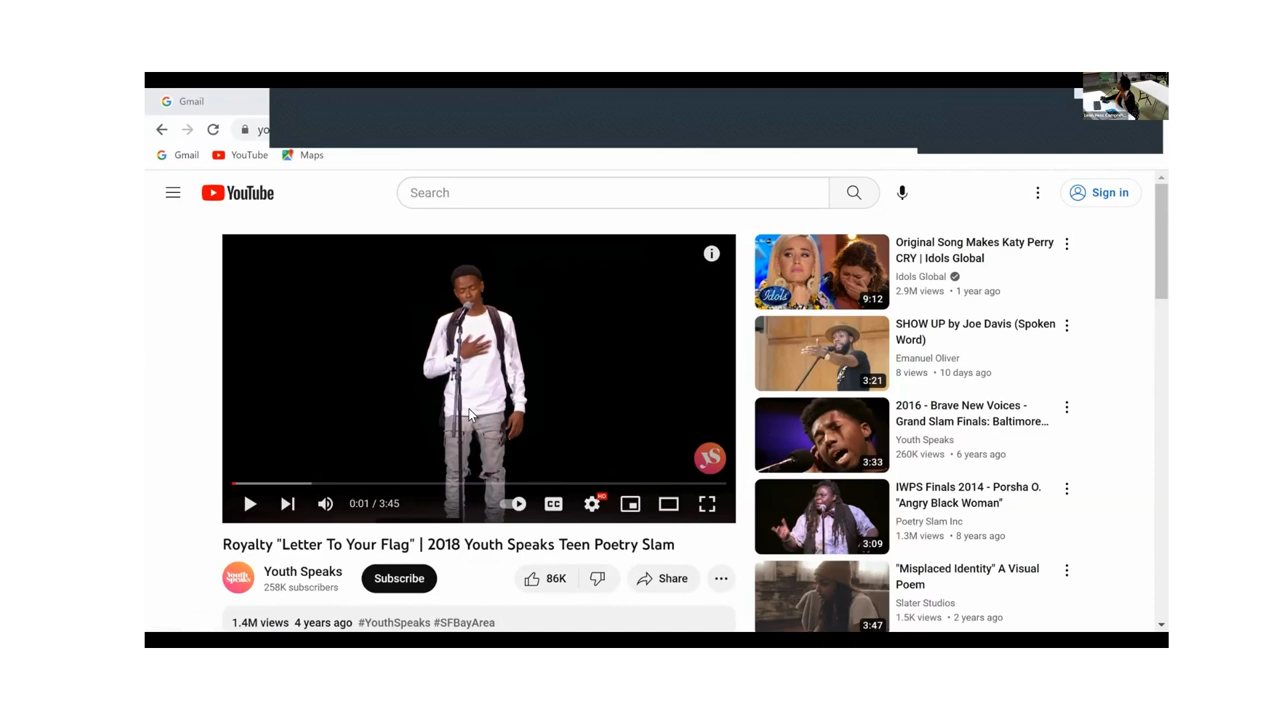 Gmail
yo
Gmail YouTube Maps
YouTube
Search
Sign in
0:01 / 3:45
CC
HD
JS
Royalty "Letter To Your Flag" | 2018 Youth Speaks Teen Poetry Slam
Youth Speaks
Youth Speaks
258K subscribers
Subscribe
86K
Share
1.4M views 4 years ago #YouthSpeaks #SFBayArea
Idols
9:12
Original Song Makes Katy Perry
CRY | Idols Global
Idols Global
2.9M views • 1 year ago
3:21
SHOW UP by Joe Davis (Spoken
Word)
Emanuel Oliver
8 views • 10 days ago
3:33
2016 - Brave New Voices -
Grand Slam Finals: Baltimore...
Youth Speaks
260K views • 6 years ago
3:09
IWPS Finals 2014 - Porsha O.
"Angry Black Woman"
Poetry Slam Inc
1.3M views • 8 years ago
3:47
"Misplaced Identity" A Visual
Poem
Slater Studios
1.5K views • 2 years ago